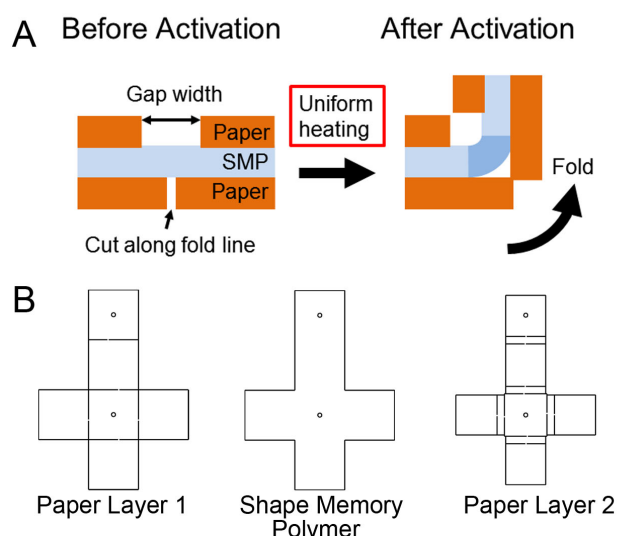 A
Before Activation
After Activation
Gap width
Uniform
heating
Paper
SMP
Paper
Fold
Cut along fold line
B
Paper Layer 1
Shape Memory
Polymer
Paper Layer 2